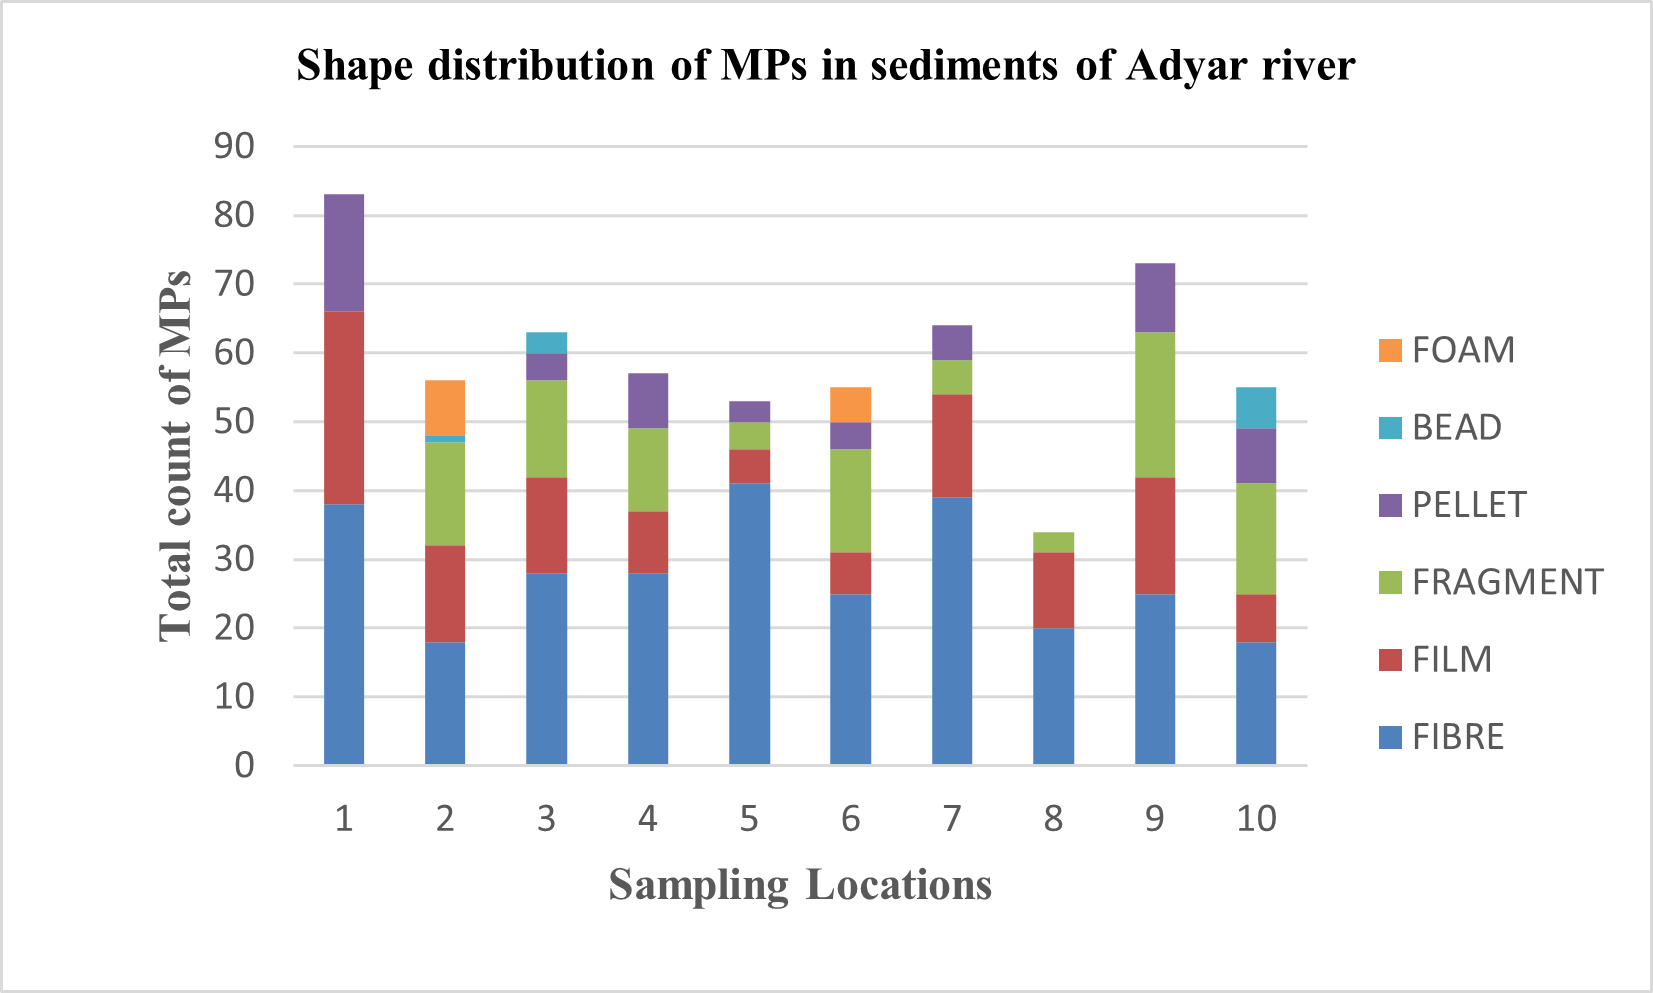 Shape distribution of MPs in sediments of Adyar river
90
80
70
60
50
40
30
20
10
0
Total count of MPs
1 2 3 4 5 6 7 8 9 10
Sampling Locations
FOAM
BEAD
PELLET
FRAGMENT
FILM
FIBRE